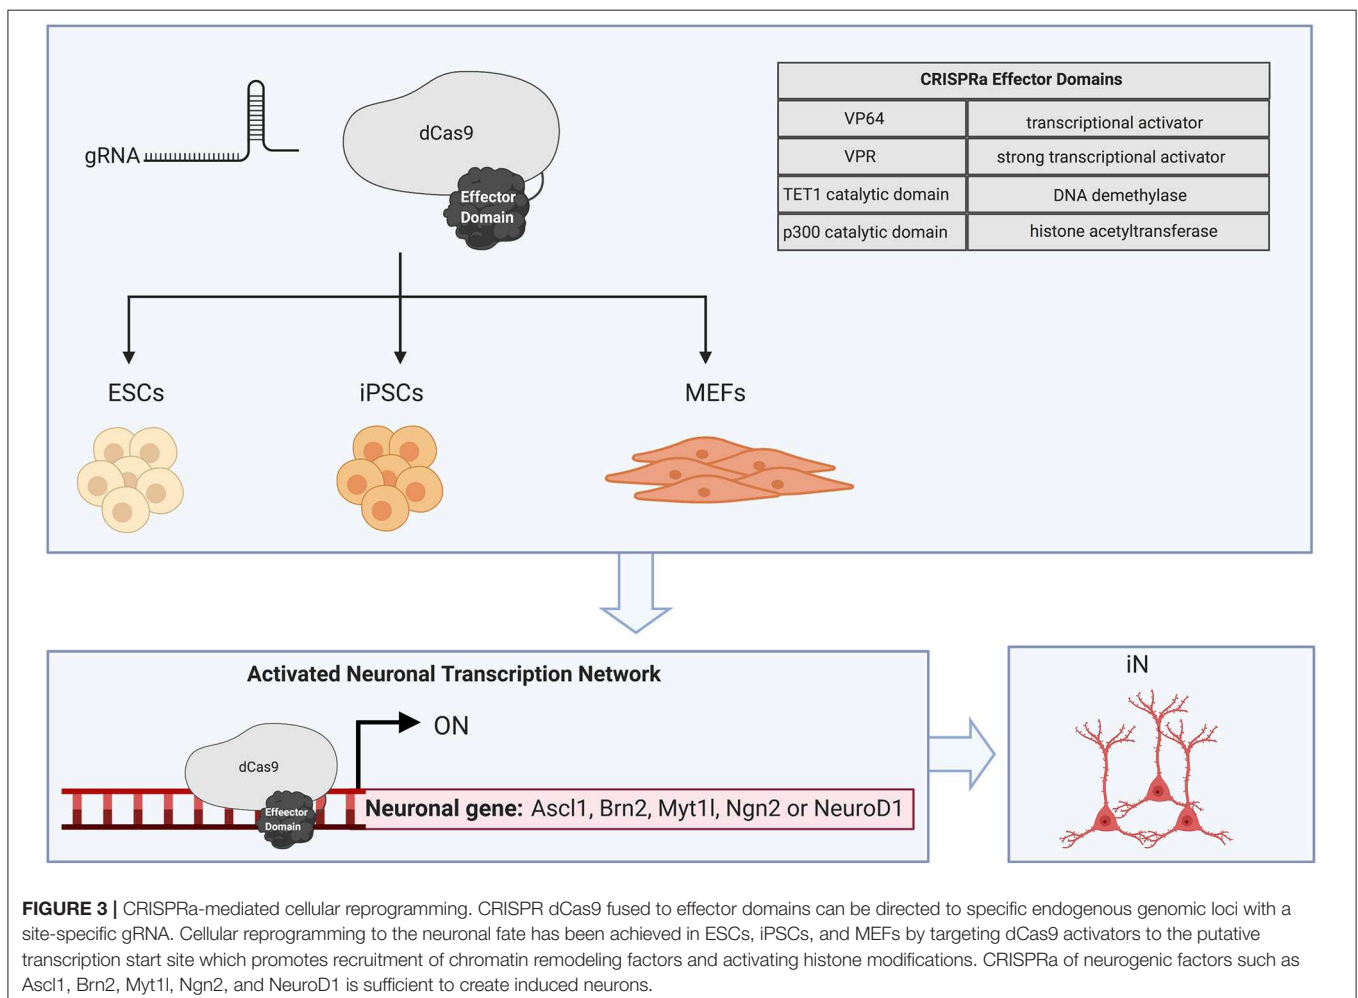 gRNA
dCas9
Effector
Domain
CRISPRa Effector Domains
VP64 transcriptional activator
VPR strong transcriptional activator
TET1 catalytic domain DNA demethylase
p300 catalytic domain histone acetyltransferase
ESCs iPSCs MEFs
Activated Neuronal Transcription Network
ON
dCas9
Effeector
Domain
Neuronal gene: Ascl1, Brn2, Myt1l, Ngn2 or NeuroD1
iN
FIGURE 3 | CRISPRa-mediated cellular reprogramming. CRISPR dCas9 fused to effector domains can be directed to specific endogenous genomic loci with a
site-specific gRNA. Cellular reprogramming to the neuronal fate has been achieved in ESCs, iPSCs, and MEFs by targeting dCas9 activators to the putative
transcription start site which promotes recruitment of chromatin remodeling factors and activating histone modifications. CRISPRa of neurogenic factors such as
Ascl1, Brn2, Myt1l, Ngn2, and NeuroD1 is sufficient to create induced neurons.